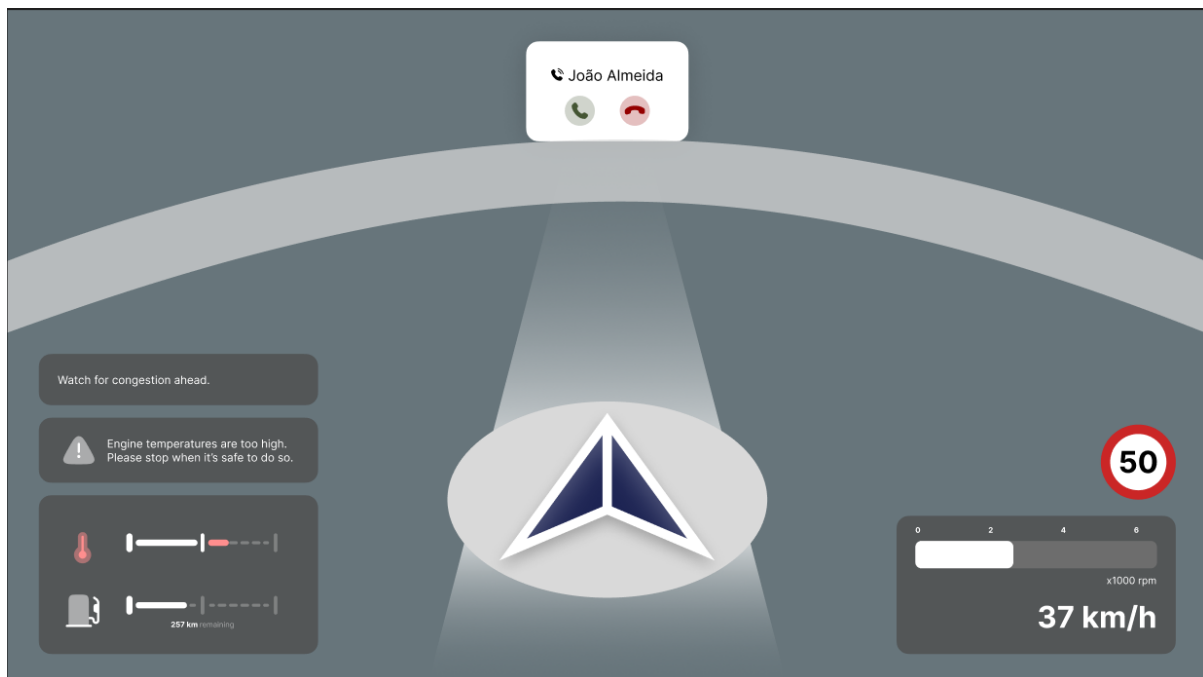 João Almeida
Watch for congestion ahead.
Engine temperatures are too high.
Please stop when it's safe to do so.
257 km remaining
50
0 2 4 6
x1000 rpm
37 km/h